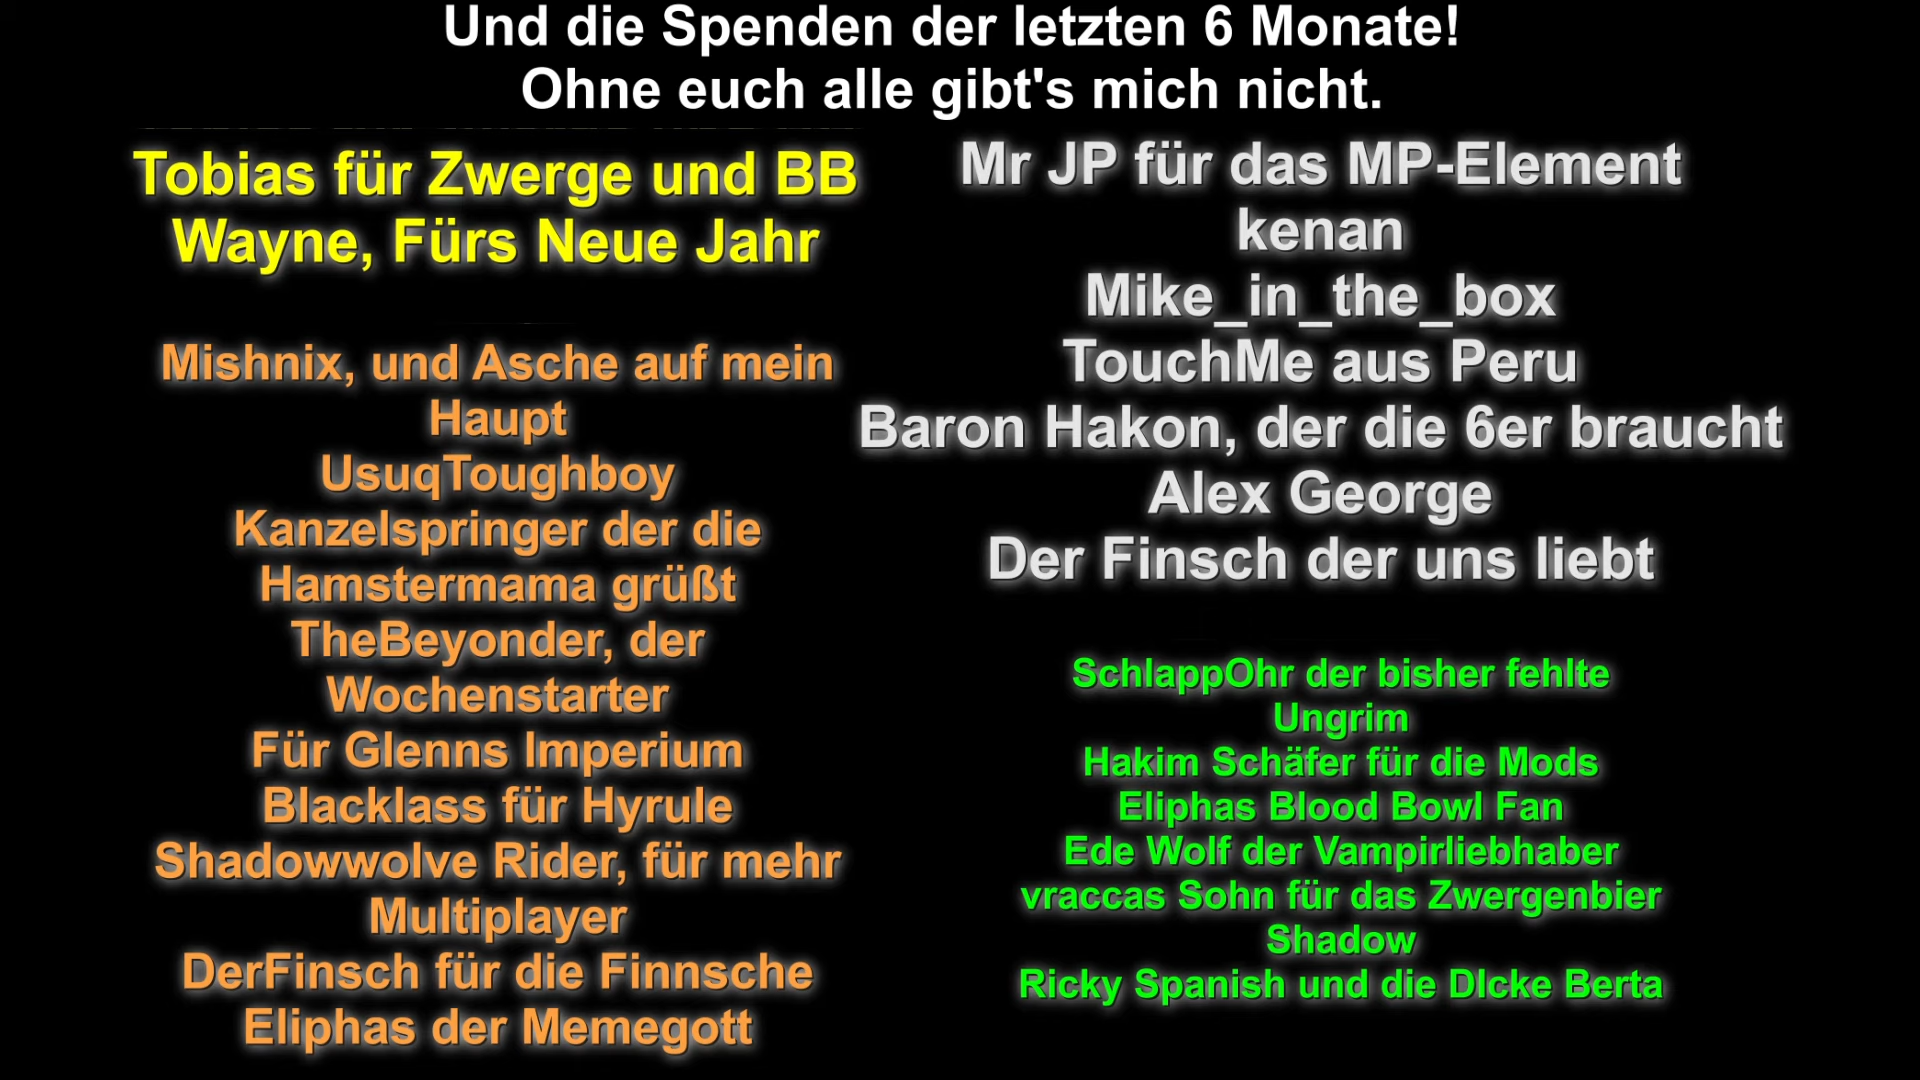 Und die Spenden der letzten 6 Monate!
Ohne euch alle gibt's mich nicht.
Tobias für Zwerge und BB
Wayne, Fürs Neue Jahr
Mishnix, und Asche auf mein
Haupt
UsuqToughboy
Kanzelspringer der die
Hamstermama grüßt
TheBeyonder, der
Wochenstarter
Für Glenns Imperium
Blacklass für Hyrule
Shadowwolve Rider, für mehr
Multiplayer
DerFinsch für die Finnsche
Eliphas der Memegott
Mr JP für das MP-Element
kenan
Mike_in_the_box
TouchMe aus Peru
Baron Hakon, der die 6er braucht
Alex George
Der Finsch der uns liebt
SchlappOhr der bisher fehlte
Ungrim
Hakim Schäfer für die Mods
Eliphas Blood Bowl Fan
Ede Wolf der Vampirliebhaber
vraccas Sohn für das Zwergenbier
Shadow
Ricky Spanish und die DIcke Berta